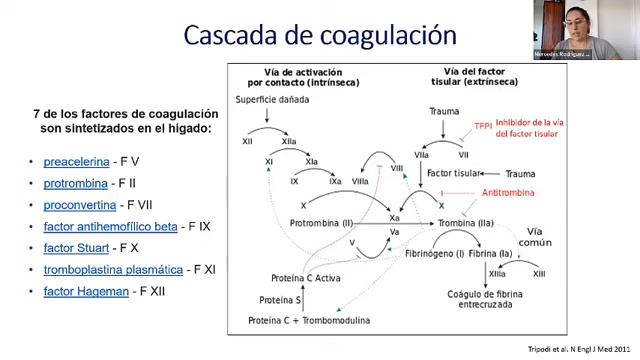 Cascada de coagulación
Mercedes Rodriguez
7 de los factores de coagulación
son sintetizados en el hígado:
• preacelerina - F V
• protrombina - F II
• proconvertina - F VII
• factor antihemofílico beta - F IX
• factor Stuart - F X
• tromboplastina plasmática - F XI
• factor Hageman - F XII
Vía de activación
por contacto (intrínseca)
Vía del factor
tisular (extrínseca)
Superficie dañada
XII
XIIa
XI
XIa
IX
IXa
VIIIa
VIII
Trauma
TFPI
Inhibidor de la vía
del factor tisular
VIIa
VII
Factor tisular
Trauma
X
Xa
X
Antitrombina
Protrombina (II)
Trombina (IIa)
Vía
común
V
Va
Fibrinógeno (I)
Fibrina (Ia)
XIIIa
XIII
Proteína C Activa
Coágulo de fibrina
entrecruzada
Proteína S
Proteína C + Trombomodulina
Tripodi et al. N Engl J Med 2011